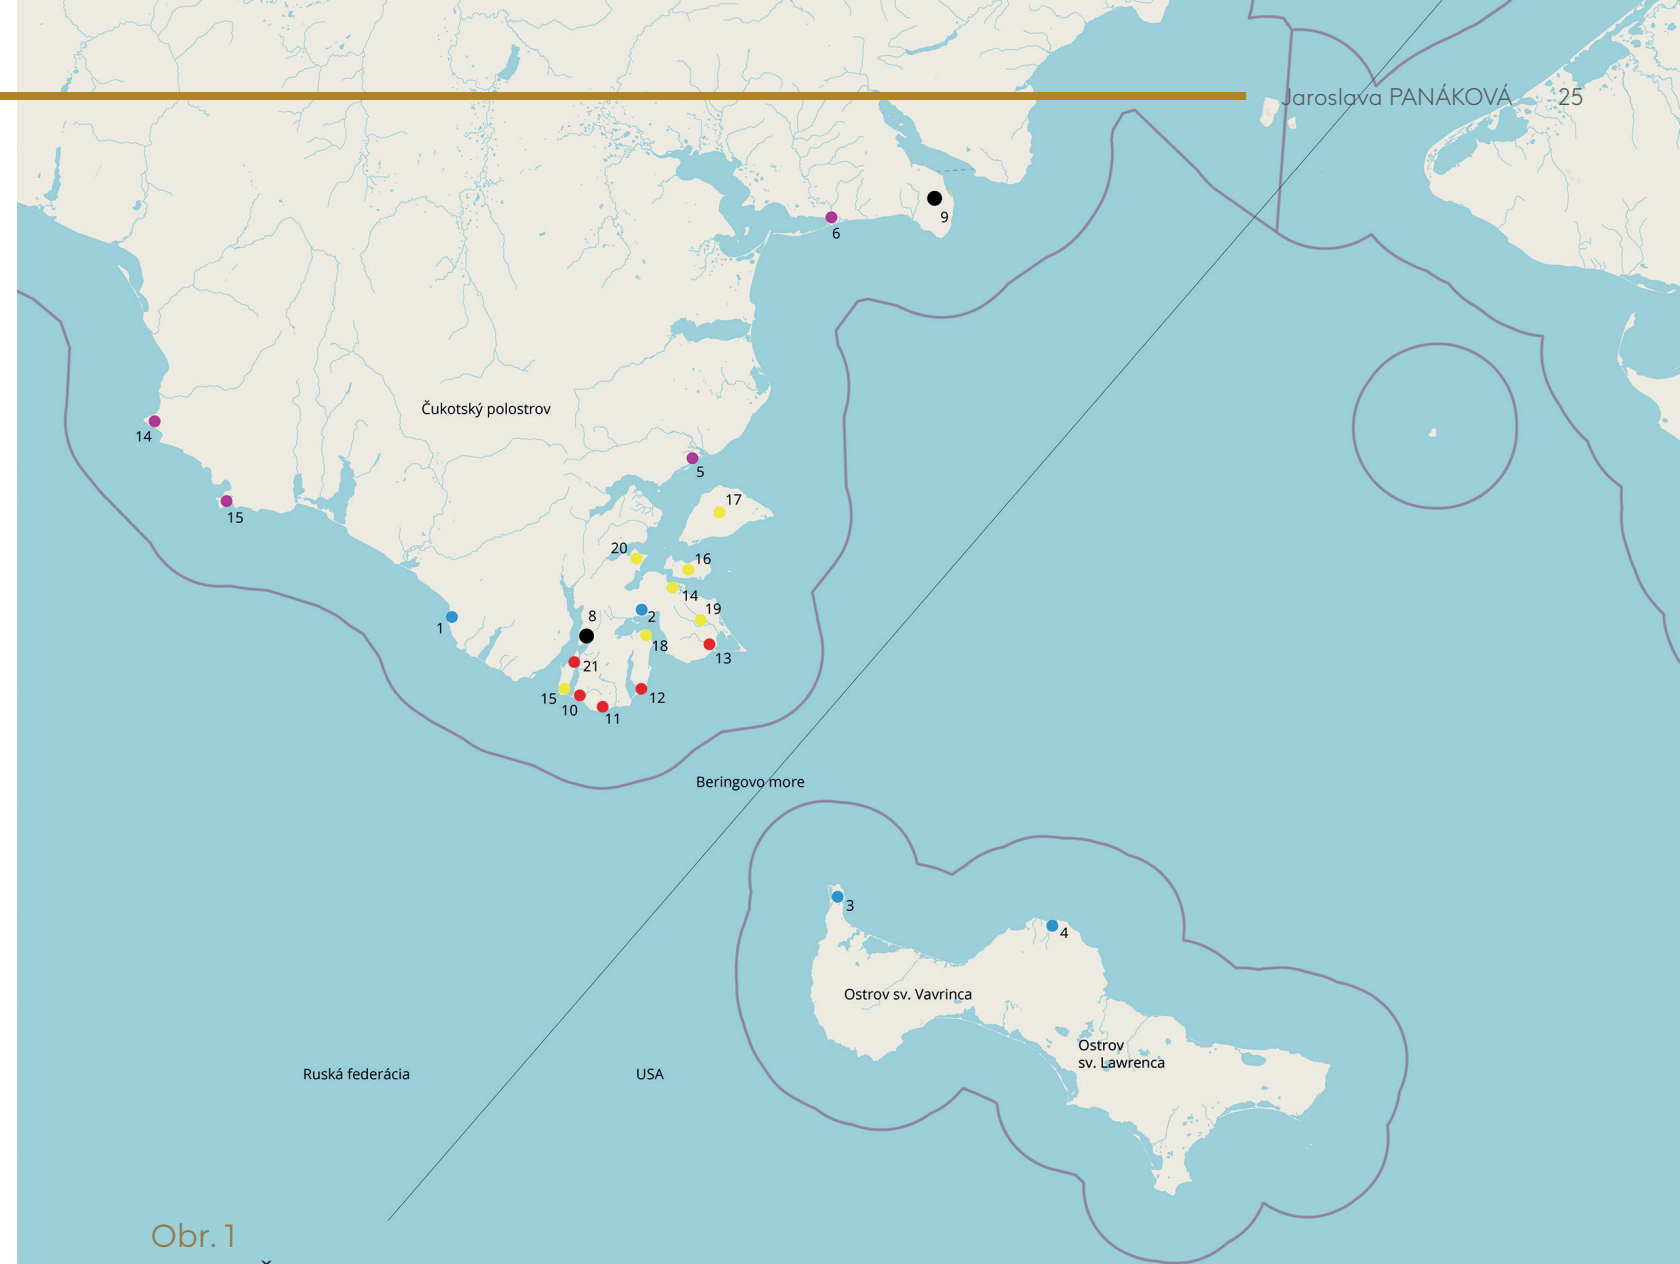 Jaroslava PANÁKOVÁ 25
9
6
Čukotský polostrov
14
5
15
17
20
16
14
8
2
19
1
18
13
21
15
12
10
11
Beringovo more
3
4
Ostrov sv. Vavrinca
Ostrov
sv. Lawrenca
Ruská federácia
USA
Obr. 1